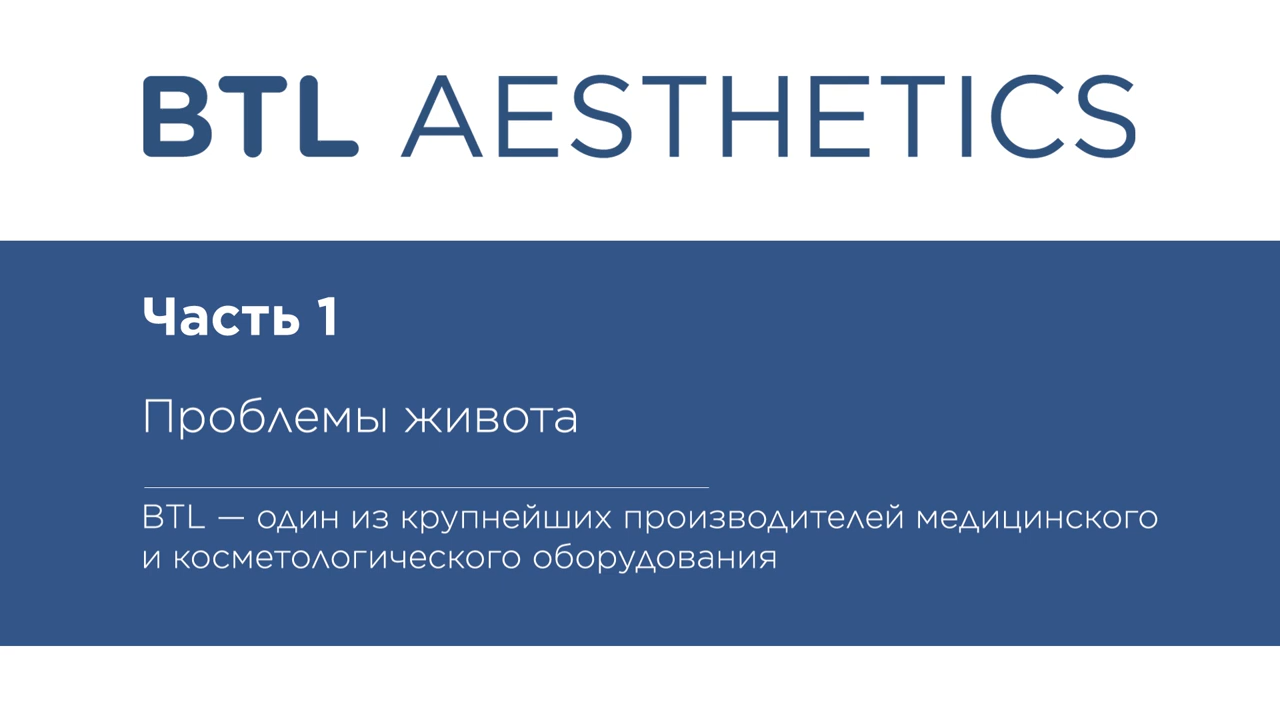 BTL AESTHETICS
Часть 1
Проблемы живота
BTL — один из крупнейших производителей медицинского
и косметологического оборудования